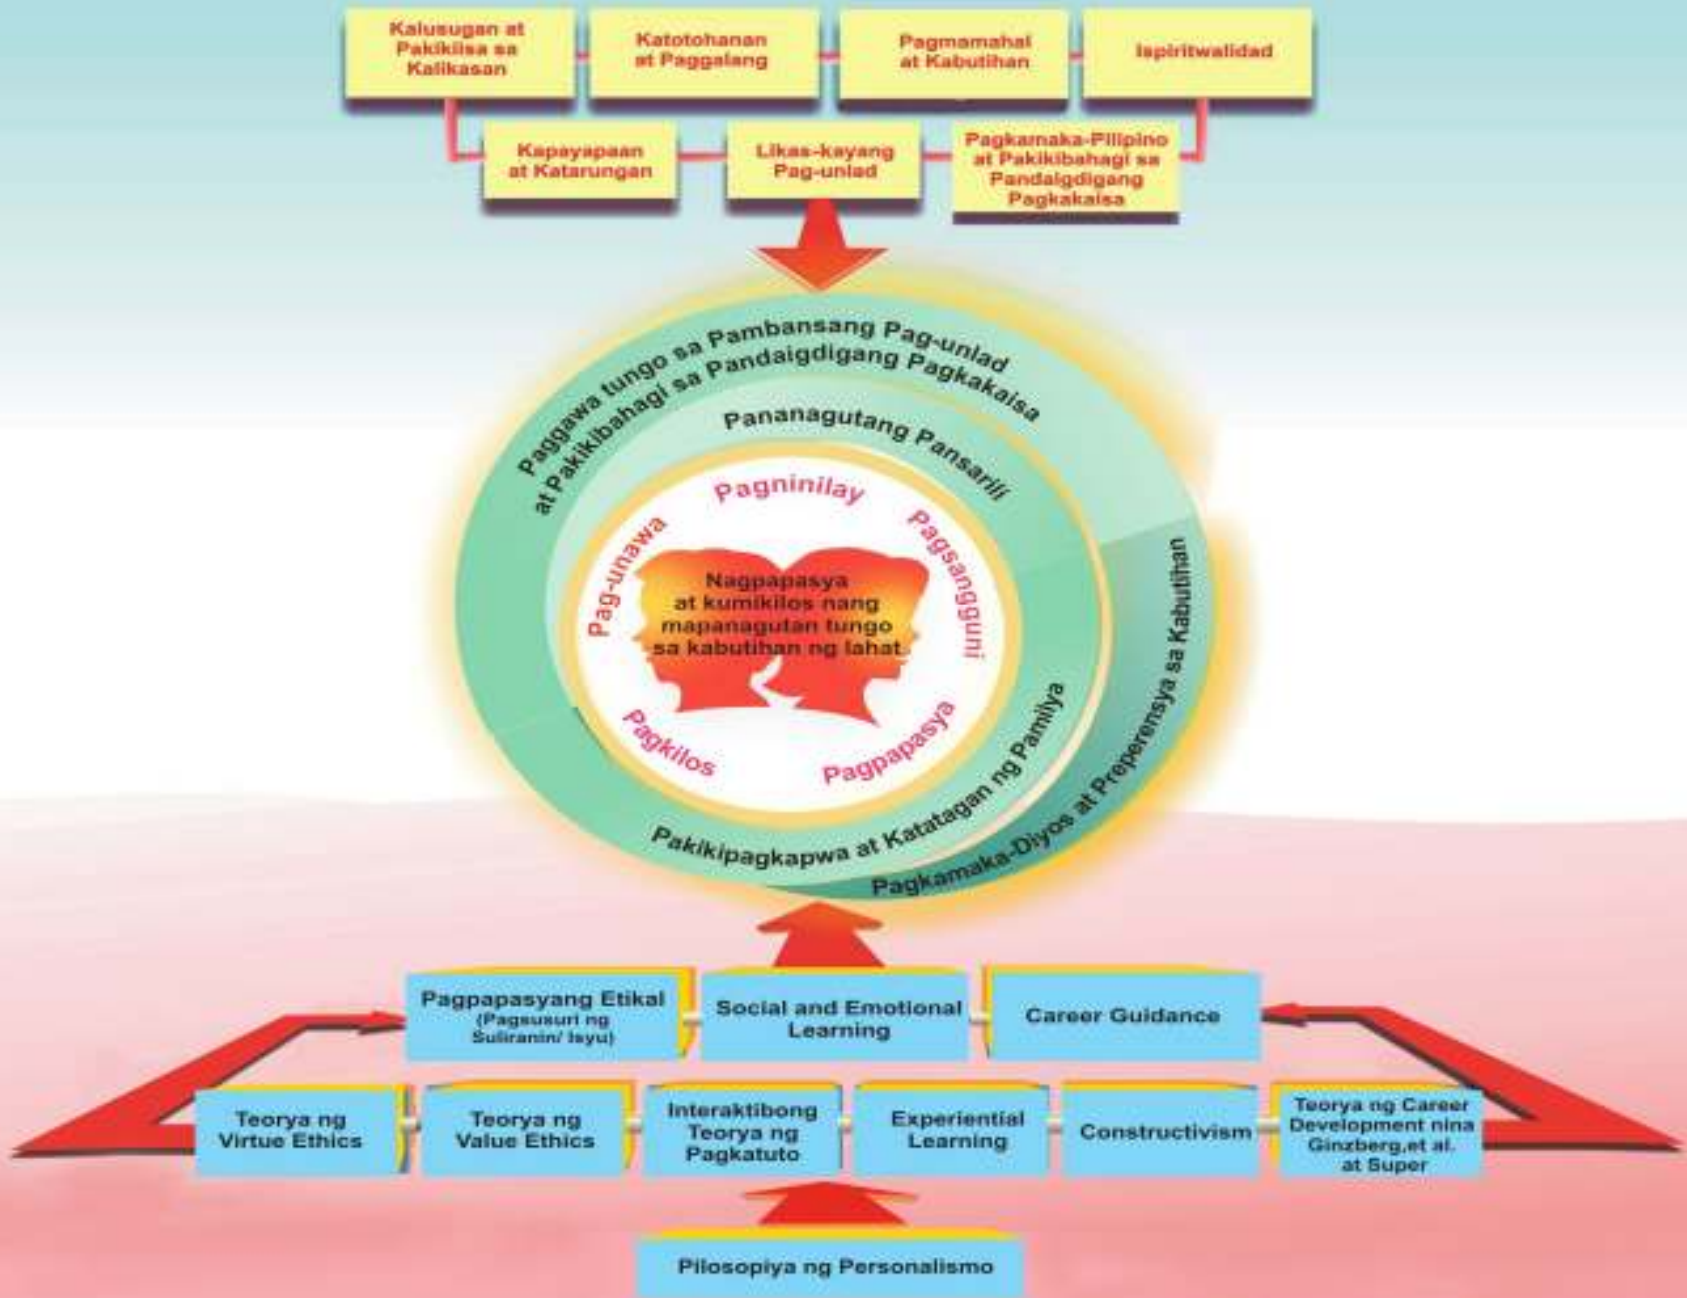 Kalusugan at
Pakikiisa sa
Kalikasan
Katotohanan
at Paggalang
Pagmamahal
at Kabutihan
Ispiritwalidad
Kapayapaan
at Katarungan
Likas-kayang
Pag-unlad
Pagkamaka-Pilipino
at Pakikibahagi sa
Pandaigdigang
Pagkakaisa
Paggawa tungo sa Pambansang Pag-unlad
at Pakikibahagi sa Pandaigdigang Pagkakaisa
Pananagutang Pansarili
Pagninilay
Pag-unawa
Pagsangguni
Nagpapasya
at kumikilos nang
mapanagutan tungo
sa kabutihan ng lahat
Pagkilos
Pagpapasya
Pakikipagkapwa at Katatagan ng Pamilya
Pagkamaka-Diyos at Preperensya sa Kabutihan
Pagpapasyang Etikal
(Pagsusuri ng
Suliranin/ Isyu)
Social and Emotional
Learning
Career Guidance
Teorya ng
Virtue Ethics
Teorya ng
Value Ethics
Interaktibong
Teorya ng
Pagkatuto
Experiential
Learning
Constructivism
Teorya ng Career
Development nina
Ginzberg,et al.
at Super
Pilosopiya ng Personalismo